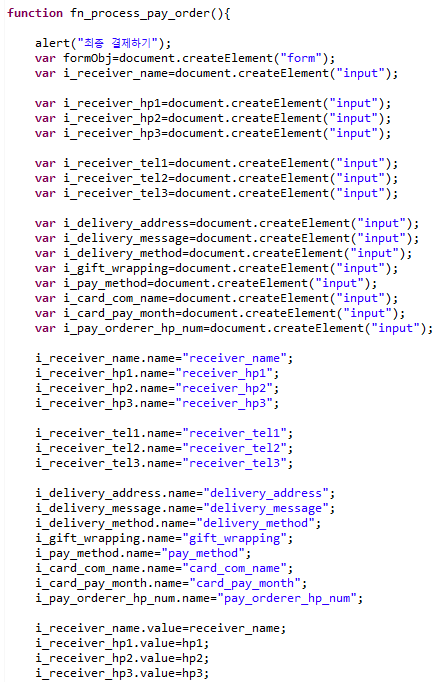 function fn_process_pay_order(){
alert("최종 결제하기");
var formObj=document.createElement("form");
var i_receiver_name=document.createElement("input");
var i_receiver_hp1=document.createElement("input");
var i_receiver_hp2=document.createElement("input");
var i_receiver_hp3=document.createElement("input");
var i_receiver_tel1=document.createElement("input");
var i_receiver_tel2=document.createElement("input");
var i_receiver_tel3=document.createElement("input");
var i_delivery_address=document.createElement("input");
var i_delivery_message=document.createElement("input");
var i_delivery_method=document.createElement("input");
var i_gift_wrapping=document.createElement("input");
var i_pay_method=document.createElement("input");
var i_card_com_name=document.createElement("input");
var i_card_pay_month=document.createElement("input");
var i_pay_orderer_hp_num=document.createElement("input");
i_receiver_name.name="receiver_name";
i_receiver_hp1.name="receiver_hp1";
i_receiver_hp2.name="receiver_hp2";
i_receiver_hp3.name="receiver_hp3";
i_receiver_tel1.name="receiver_tel1";
i_receiver_tel2.name="receiver_tel2";
i_receiver_tel3.name="receiver_tel3";
i_delivery_address.name="delivery_address";
i_delivery_message.name="delivery_message";
i_delivery_method.name="delivery_method";
i_gift_wrapping.name="gift_wrapping";
i_pay_method.name="pay_method";
i_card_com_name.name="card_com_name";
i_card_pay_month.name="card_pay_month";
i_pay_orderer_hp_num.name="pay_orderer_hp_num";
i_receiver_name.value=receiver_name;
i_receiver_hp1.value=hp1;
i_receiver_hp2.value=hp2;
i_receiver_hp3.value=hp3;